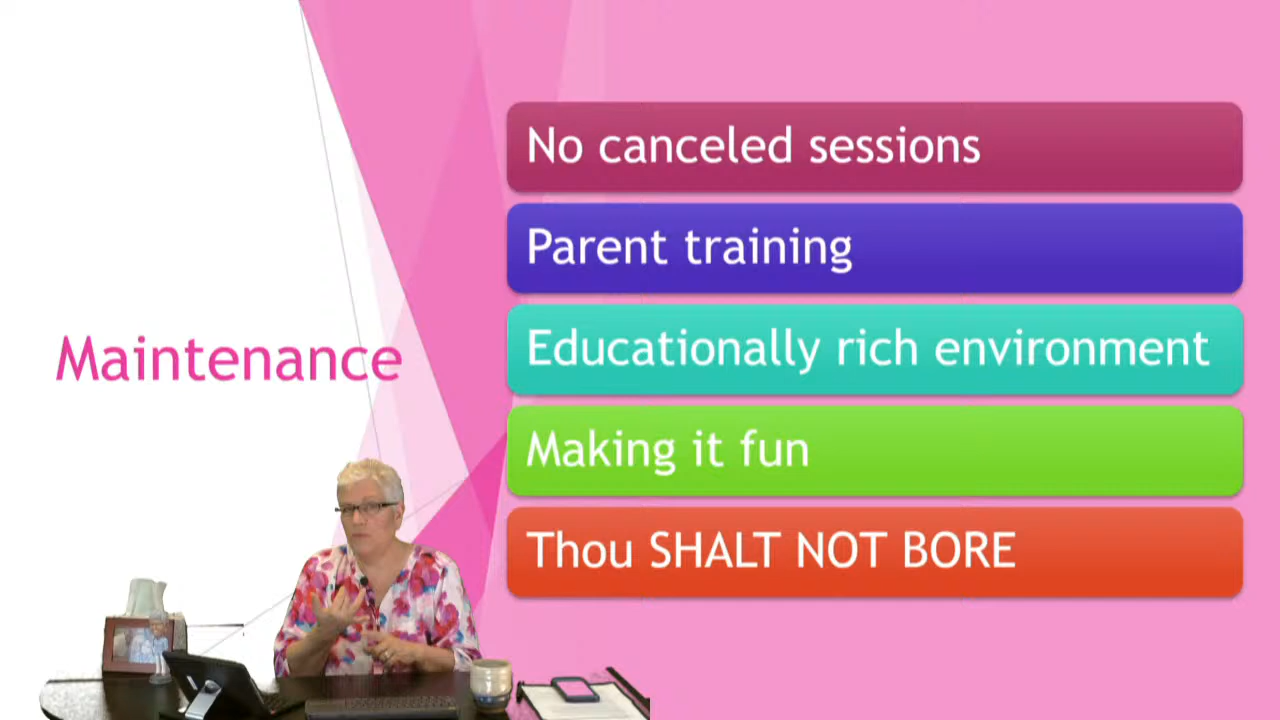 Maintenance
No canceled sessions
Parent training
Educationally rich environment
Making it fun
Thou SHALT NOT BORE